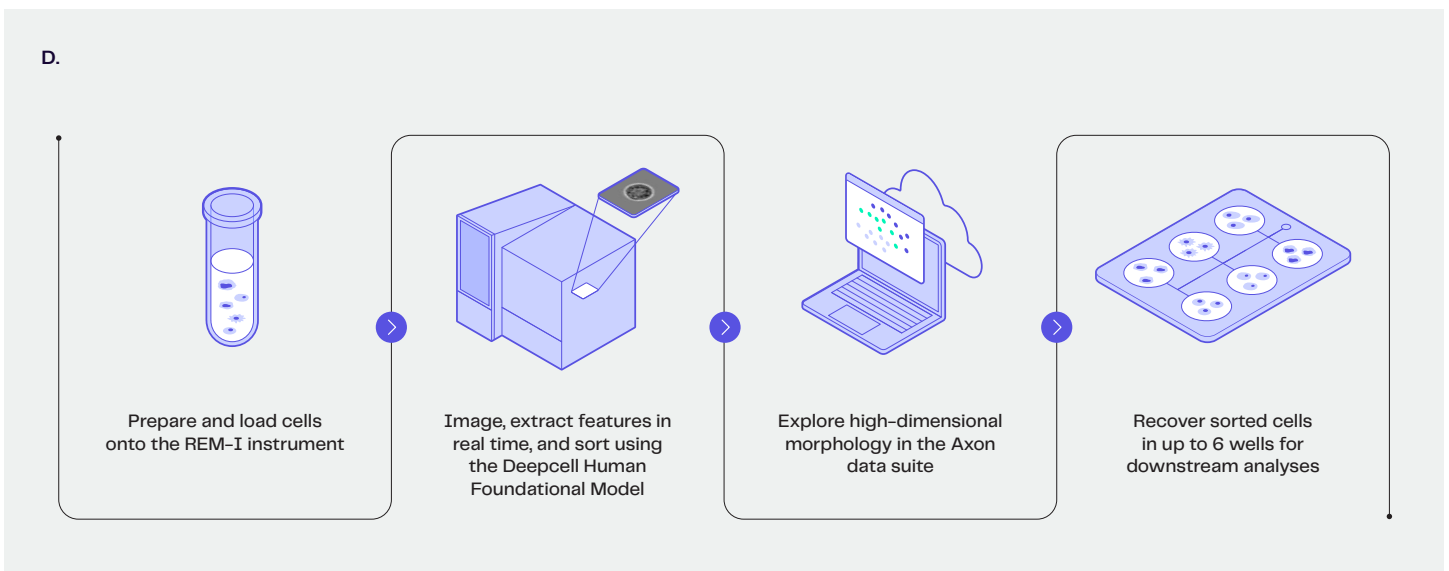 D.
Prepare and load cells
onto the REM-I instrument
Image, extract features in
real time, and sort using
the Deepcell Human
Foundational Model
Explore high-dimensional
morphology in the Axon
data suite
Recover sorted cells
in up to 6 wells for
downstream analyses